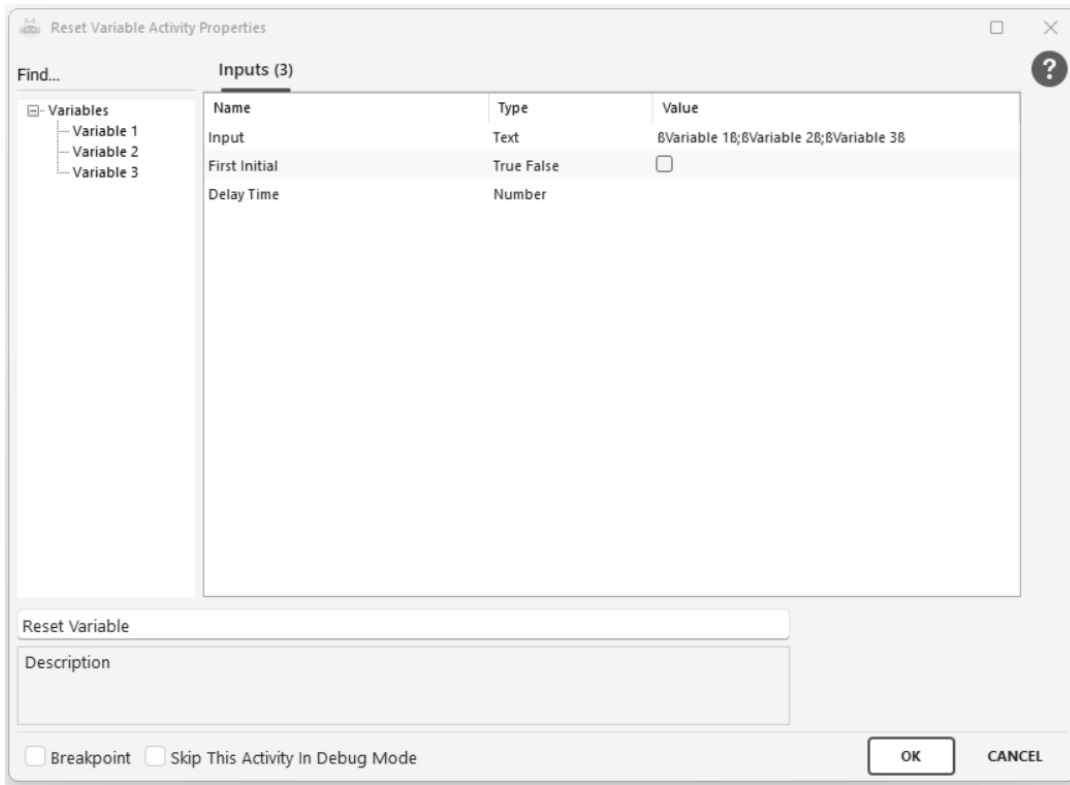 Reset Variable Activity Properties
Find...
Inputs (3)
?
Variables
Variable 1
Variable 2
Variable 3
Name Type Value
Input Text ßVariable 1ß;ßVariable 2ß;ßVariable 3ß
First Initial True False
Delay Time Number
Reset Variable
Description
Breakpoint Skip This Activity In Debug Mode OK CANCEL